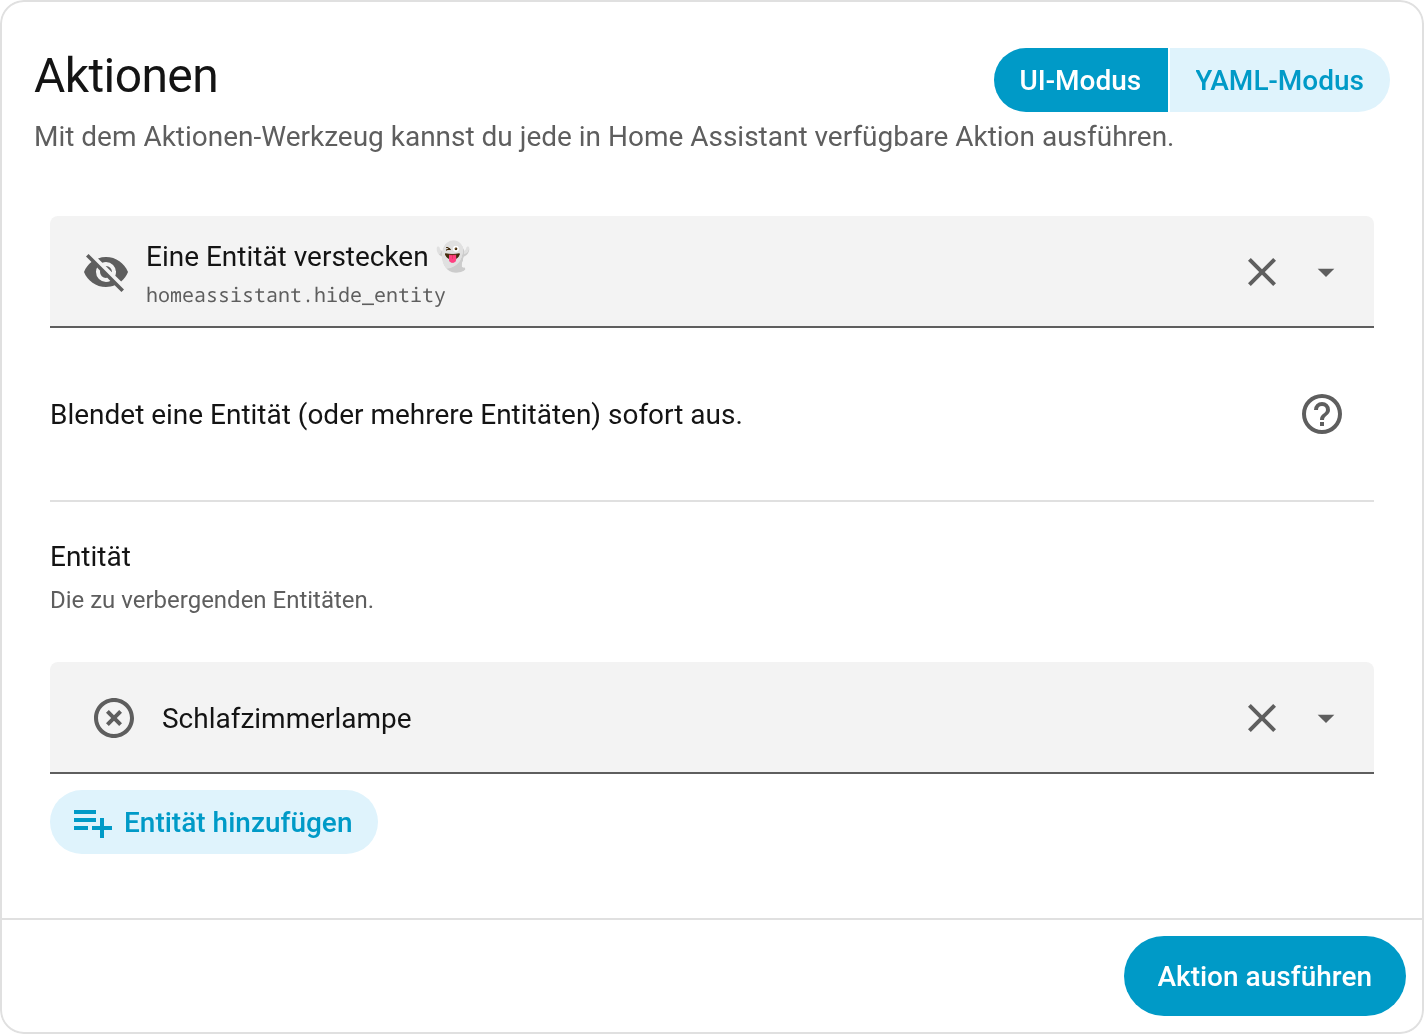 Aktionen
UI-Modus
YAML-Modus
Mit dem Aktionen-Werkzeug kannst du jede in Home Assistant verfügbare Aktion ausführen.
Eine Entität verstecken 👻
homeassistant.hide_entity
Blendet eine Entität (oder mehrere Entitäten) sofort aus.
Entität
Die zu verbergenden Entitäten.
Schlafzimmerlampe
Entität hinzufügen
Aktion ausführen